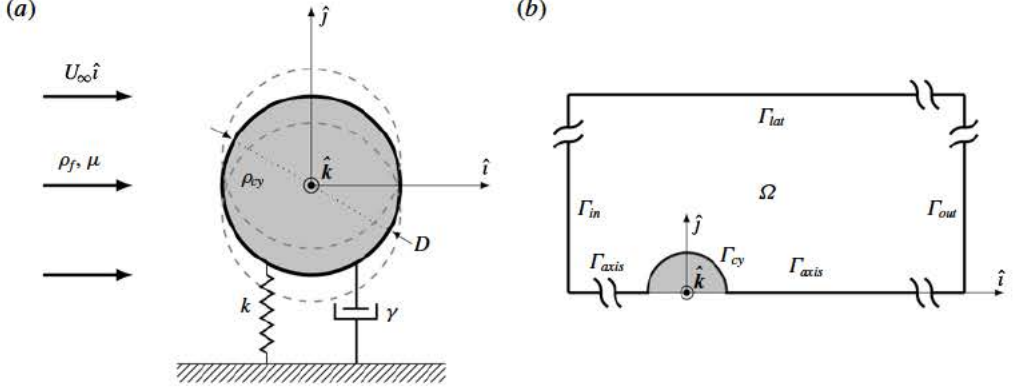 (a)
ĵ
U∞î
ρf, μ
ρcy
k̂
î
D
k
γ
(b)
Γlat
Ω
Γin
Γout
ĵ
Γaxis
Γcy
k̂
Γaxis
î